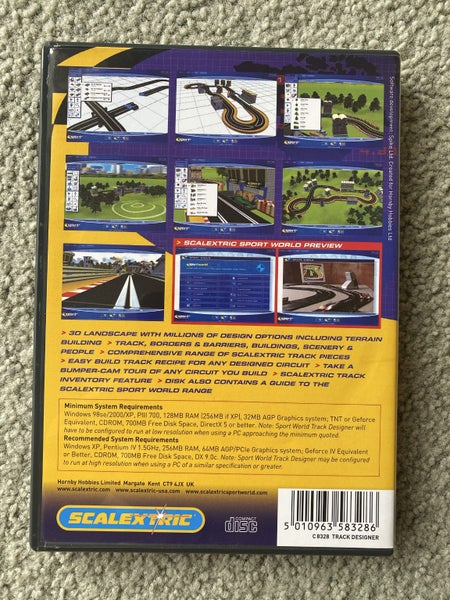 Software development: Spiral Ltd. Created for Hornby Hobbies Ltd
> SCALEXTRIC SPORT WORLD PREVIEW
> 3D LANDSCAPE WITH MILLIONS OF DESIGN OPTIONS INCLUDING TERRAIN
BUILDING > TRACK, BORDERS & BARRIERS, BUILDINGS, SCENERY &
PEOPLE > COMPREHENSIVE RANGE OF SCALEXTRIC TRACK PIECES
> EASY BUILD TRACK RECIPE FOR ANY DESIGNED CIRCUIT > TAKE A
BUMPER-CAM TOUR OF ANY CIRCUIT YOU BUILD > SCALEXTRIC TRACK
INVENTORY FEATURE > DISK ALSO CONTAINS A GUIDE TO THE
SCALEXTRIC SPORT WORLD RANGE
Minimum System Requirements
Windows 98se/2000/XP, PIII 700, 128MB RAM (256MB if XP), 32MB AGP Graphics system; TNT or Geforce
Equivalent, CDROM, 700MB Free Disk Space, DirectX 5 or better. Note: Sport World Track Designer will
have to be configured to run at low resolution when using a PC approaching the minimum quoted.
Recommended System Requirements
Windows XP, Pentium IV 1.5GHz, 256MB RAM, 64MB AGP/PCIe Graphics system; Geforce IV Equivalent
or Better, CDROM, 700MB Free Disk Space, DX 9.0c. Note: Sport World Track Designer may be configured
to run at high resolution when using a PC of a similar specification or greater.
Hornby Hobbies Limited Margate Kent CT9 4JX UK
www.scalextric.com www.scalextric-usa.com www.scalextricsportworld.com
SCALEXTRIC
COMPACT
disc
5 010963 583286
C 8328 TRACK DESIGNER